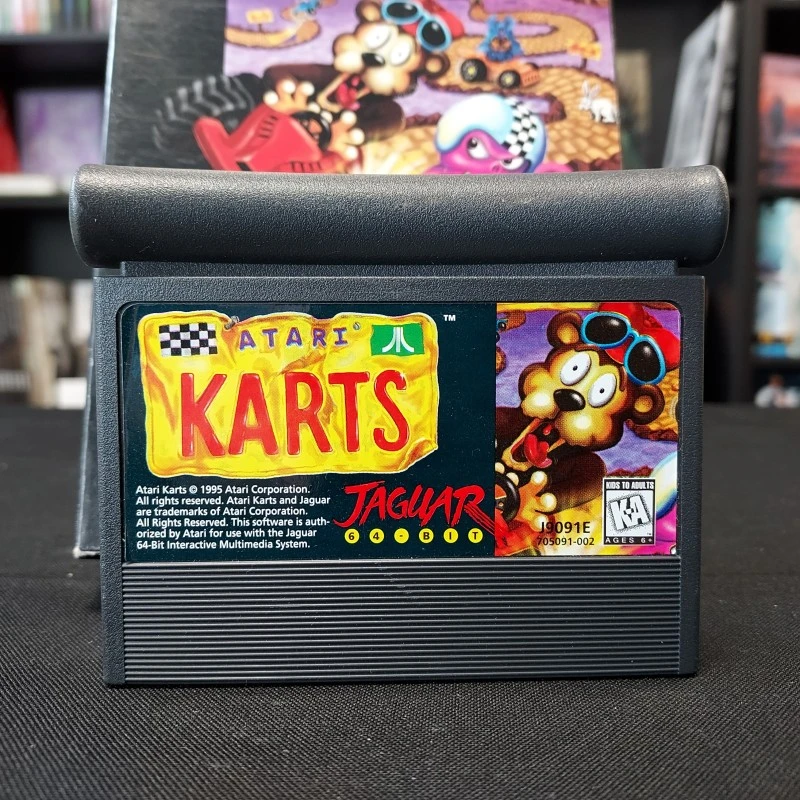 ATARI
™
KARTS
Atari Karts © 1995 Atari Corporation.
All rights reserved. Atari Karts and Jaguar
are trademarks of Atari Corporation.
All Rights Reserved. This software is auth-
orized by Atari for use with the Jaguar
64-Bit Interactive Multimedia System.
JAGUAR
64-BIT
J9091E
705091-002
KIDS TO ADULTS
K-A
AGES 6+